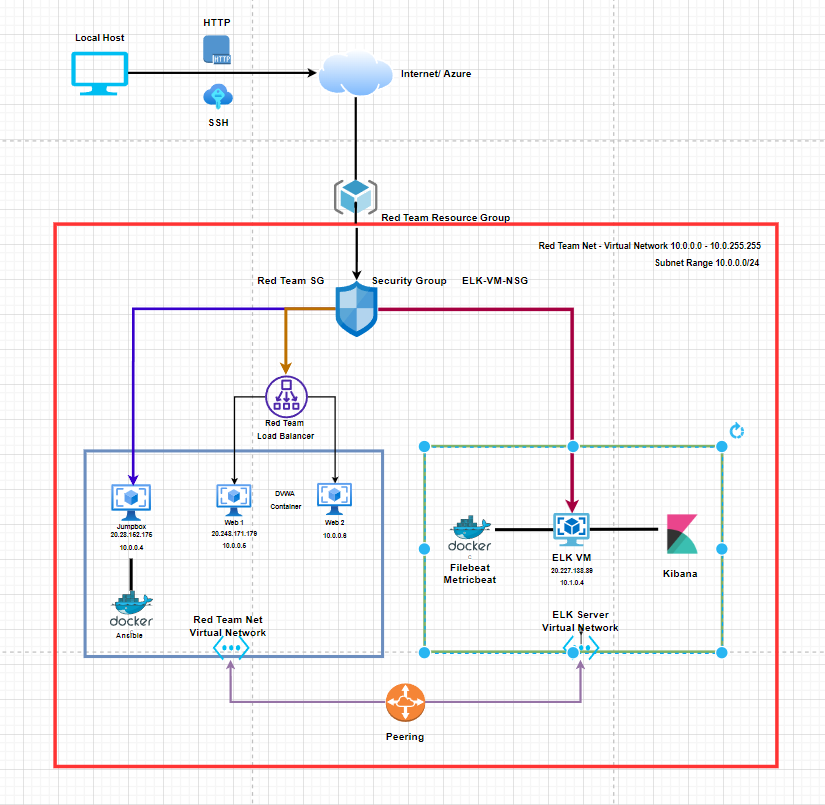 HTTP
Local Host
HTTP
Internet/ Azure
SSH
Red Team Resource Group
Red Team Net - Virtual Network 10.0.0.0 - 10.0.255.255
Subnet Range 10.0.0.0/24
Red Team SG
Security Group
ELK-VM-NSG
Red Team
Load Balancer
Jumpbox
20.28.162.175
10.0.0.4
Web 1
20.248.171.179
10.0.0.5
DVWA
Container
Web 2
10.0.0.6
docker
Ansible
Red Team Net
Virtual Network
docker
C
Filebeat
Metricbeat
ELK VM
20.227.138.89
10.1.0.4
Kibana
ELK Server
Virtual Network
Peering